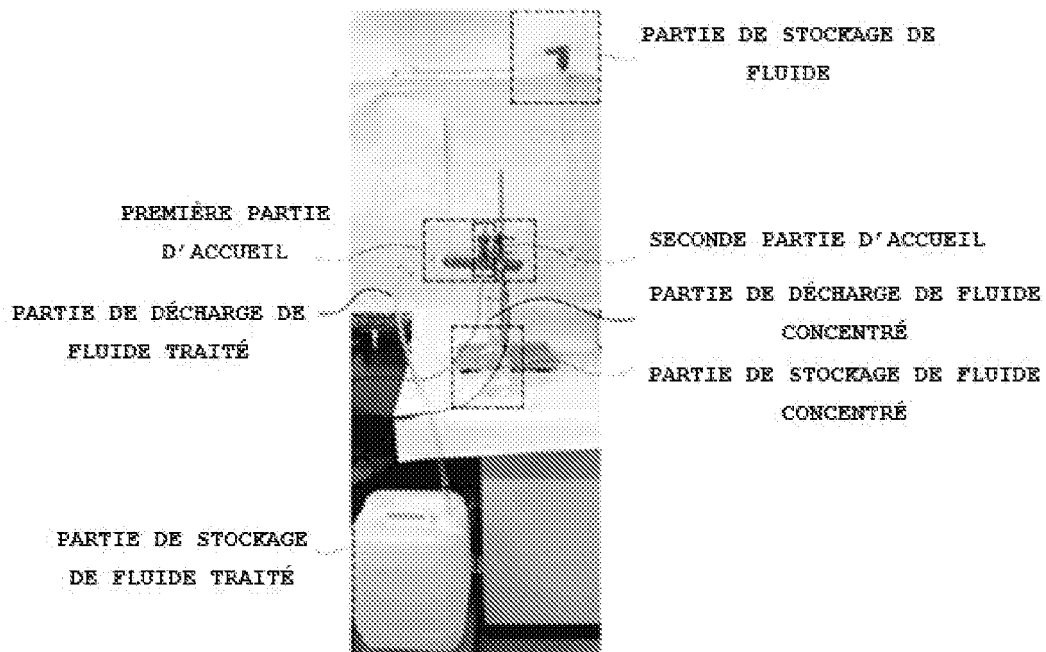 PARTIE DE STOCKAGE DE
FLUIDE
PREMIÈRE PARTIE
D'ACCUEIL
SECONDE PARTIE D'ACCUEIL
PARTIE DE DÉCHARGE DE
FLUIDE TRAITÉ
PARTIE DE DÉCHARGE DE FLUIDE
CONCENTRÉ
PARTIE DE STOCKAGE DE FLUIDE
CONCENTRÉ
PARTIE DE STOCKAGE
DE FLUIDE TRAITÉ